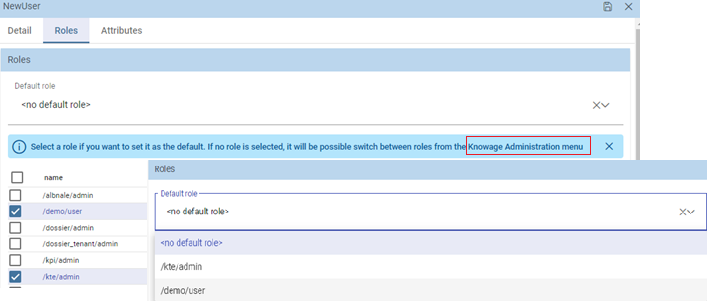 NewUser
Detail Roles Attributes
Roles
Default role
<no default role>
Select a role if you want to set it as the default. If no role is selected, it will be possible switch between roles from the Knowage Administration menu
name
/albnale/admin
/demo/user
/dossier/admin
/dossier_tenant/admin
/kpi/admin
/kte/admin
Roles
Default role
<no default role>
<no default role>
/kte/admin
/demo/user